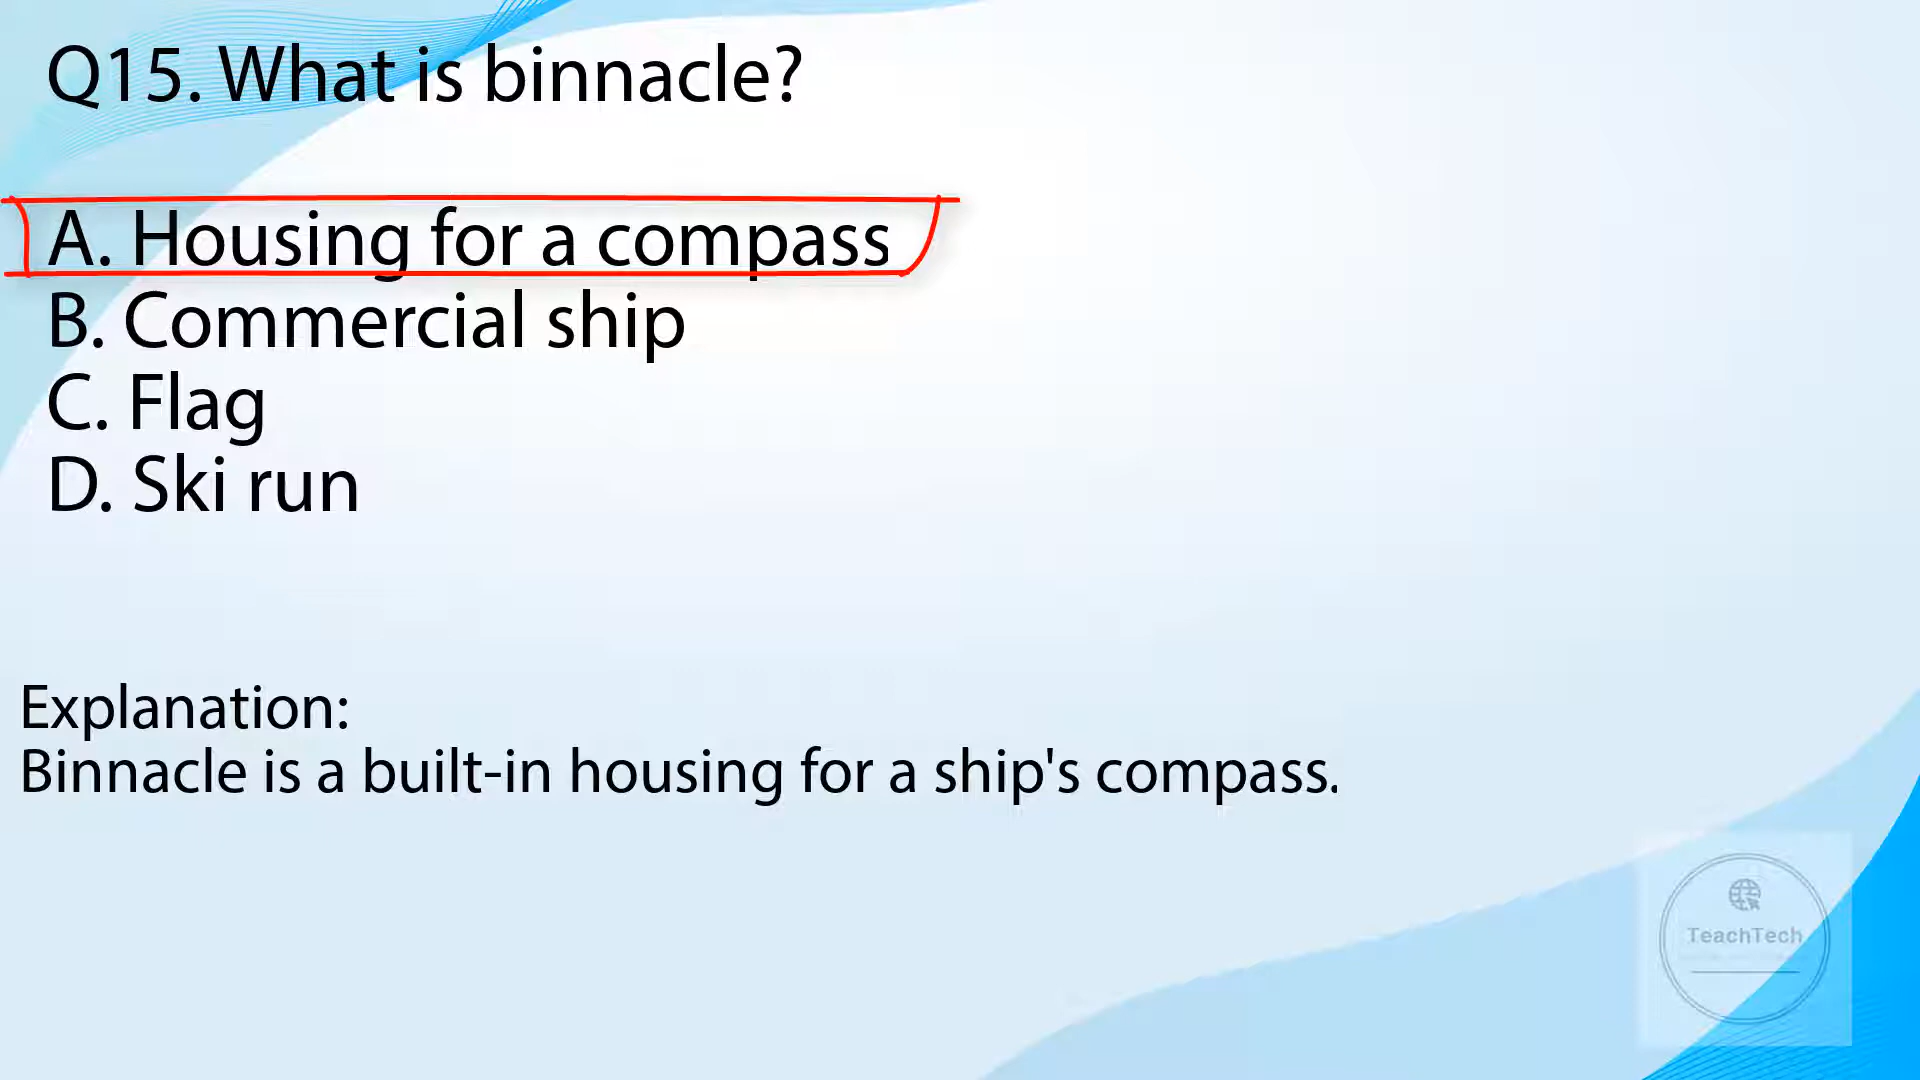 Q15. What is binnacle?
A. Housing for a compass
B. Commercial ship
C. Flag
D. Ski run
Explanation:
Binnacle is a built-in housing for a ship's compass.
TeachTech